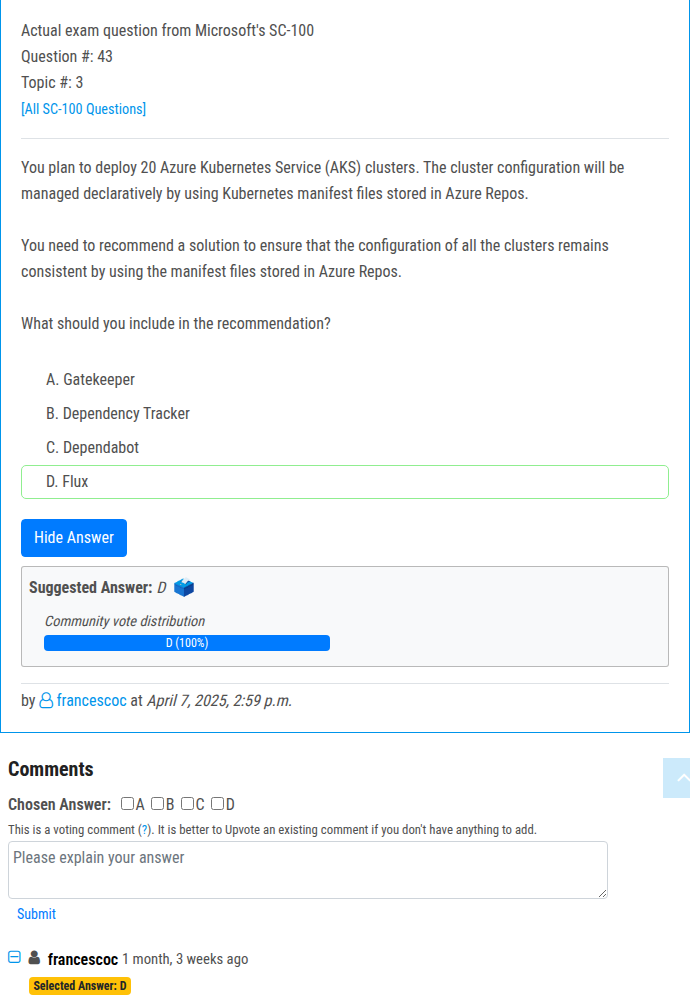 Actual exam question from Microsoft's SC-100
Question #: 43
Topic #: 3
[All SC-100 Questions]
You plan to deploy 20 Azure Kubernetes Service (AKS) clusters. The cluster configuration will be
managed declaratively by using Kubernetes manifest files stored in Azure Repos.
You need to recommend a solution to ensure that the configuration of all the clusters remains
consistent by using the manifest files stored in Azure Repos.
What should you include in the recommendation?
A. Gatekeeper
B. Dependency Tracker
C. Dependabot
D. Flux
Hide Answer
Suggested Answer: D
Community vote distribution
D (100%)
by francescoc at April 7, 2025, 2:59 p.m.
Comments
Chosen Answer: A B C D
This is a voting comment (?). It is better to Upvote an existing comment if you don't have anything to add.
Please explain your answer
Submit
francescoc 1 month, 3 weeks ago
Selected Answer: D